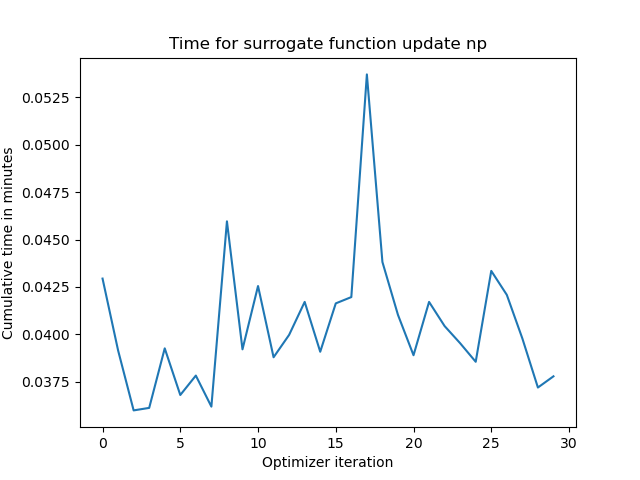 Time for surrogate function update np
Cumulative time in minutes
0.0525
0.0500
0.0475
0.0450
0.0425
0.0400
0.0375
0 5 10 15 20 25 30
Optimizer iteration